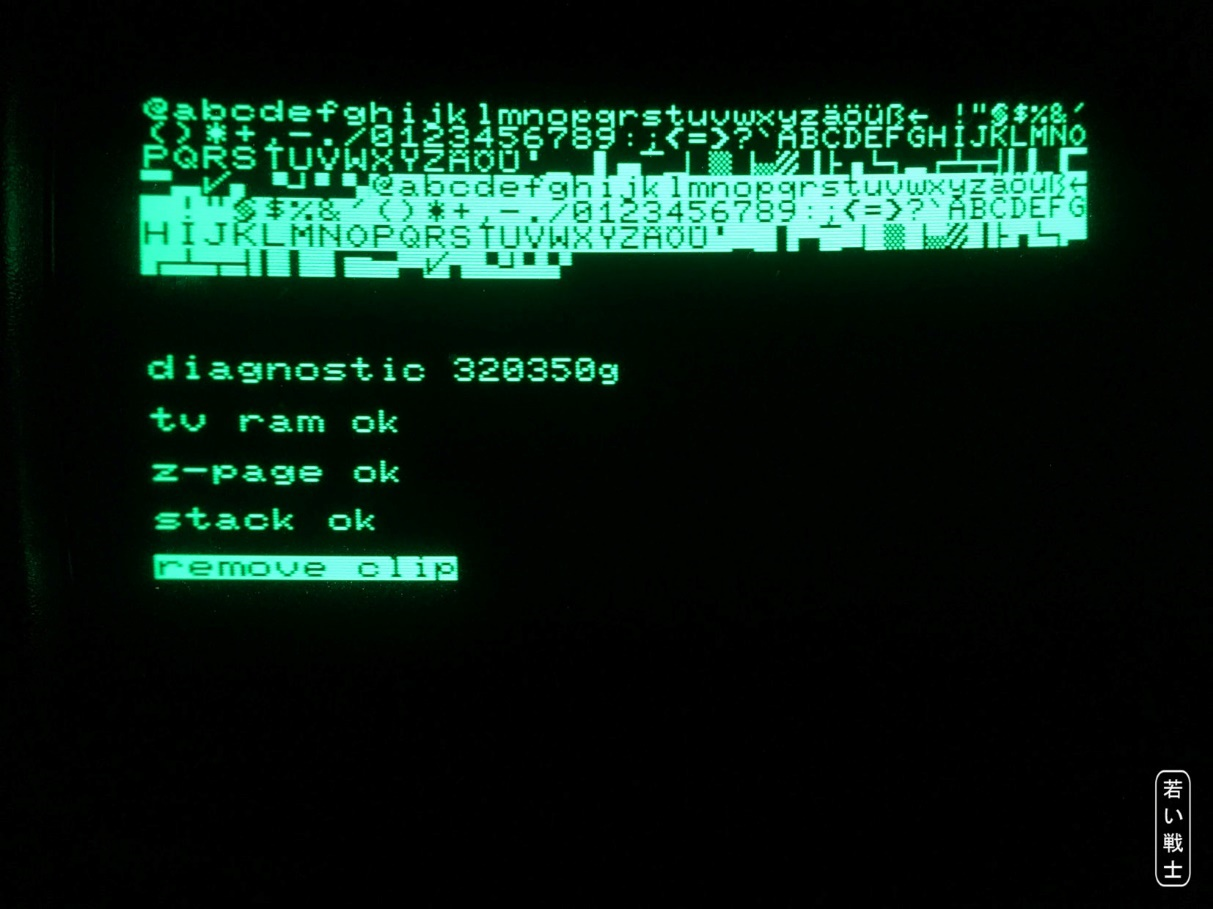 @abcdefghijklmnopqrstuvwxyzäöüß← !"§$%&´
()*+,-./0123456789:;<=>?`ABCDEFGHIJKLMNO
PQRSTUVWXYZÄÖÜ'
@abcdefghijklmnopqrstuvwxyzäöüß←
!"§$%&´()*+,-./0123456789:;<=>?`ABCDEFG
HIJKLMNOPQRSTUVWXYZÄÖÜ'
diagnostic 320350g
tv ram ok
z-page ok
stack ok
remove clip
若い戦士